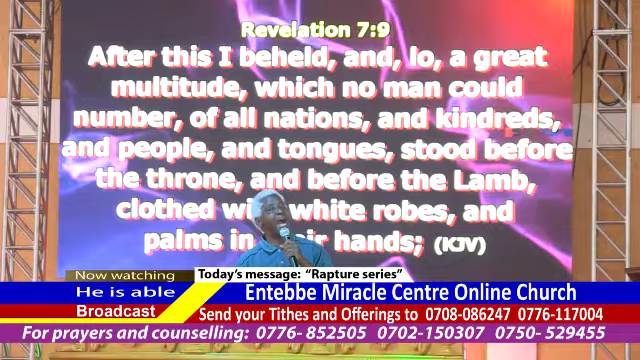 Revelation 7:9
After this I beheld, and, lo, a great
multitude, which no man could
number, of all nations, and kindreds,
and people, and tongues, stood before
the throne, and before the Lamb,
clothed white robes, and
palms in hands; (KJV)
Now watching
Today's message: "Rapture series"
He is able
Entebbe Miracle Centre Online Church
Broadcast
Send your Tithes and Offerings to 0708-086247 0776-117004
For prayers and counselling: 0776- 852505 0702-150307 0750- 529455